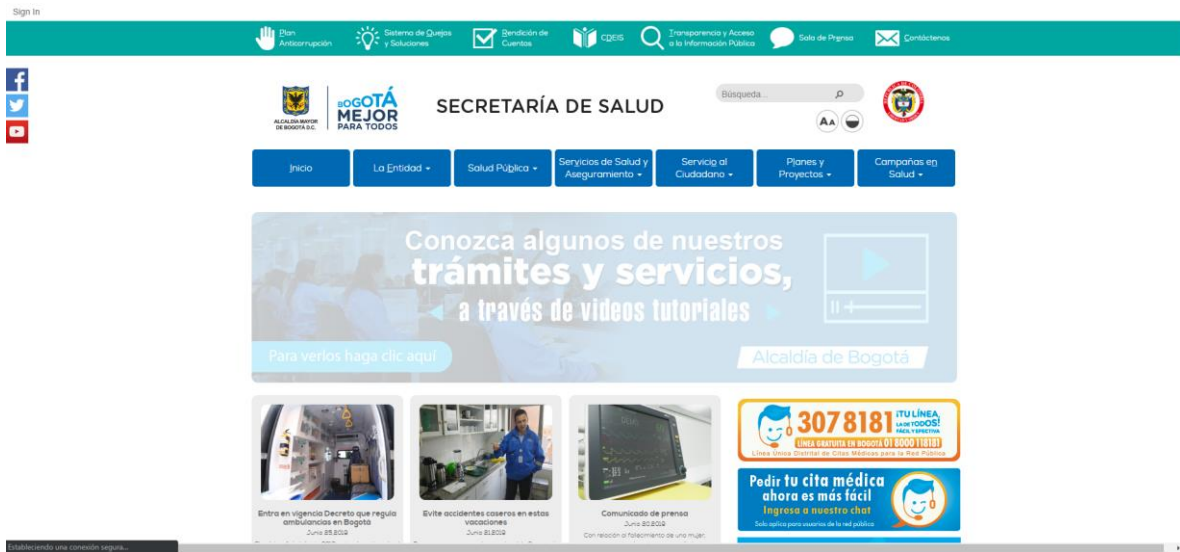 Sign In
Plan
Anticorrupción
Sistema de Quejas
y Soluciones
Rendición de
Cuentas
CDEIS
Transparencia y Acceso
a la Información Pública
Sala de Prensa
Contáctenos
ALCALDÍA MAYOR
DE BOGOTÁ D.C.
BOGOTÁ
MEJOR
PARA TODOS
SECRETARÍA DE SALUD
Búsqueda...
AA
Inicio
La Entidad
Salud Pública
Servicios de Salud y
Aseguramiento
Servicio al
Ciudadano
Planes y
Proyectos
Campañas en
Salud
Conozca algunos de nuestros
trámites y servicios,
a través de videos tutoriales
Para verlos haga clic aquí
Alcaldía de Bogotá
307 8181 ¡TU LÍNEA,
LA DE TODOS!
FÁCIL Y EFECTIVA
LÍNEA GRATUITA EN BOGOTÁ 01 8000 118181
Línea Única Distrital de Citas Médicas para la Red Pública
Pedir tu cita médica
ahora es más fácil
Ingresa a nuestro chat
Solo aplica para usuarios de la red pública
Entra en vigencia Decreto que regula
ambulancias en Bogotá
Junio 25,2019
Evite accidentes caseros en estas
vacaciones
Junio 21,2019
Comunicado de prensa
Junio 20,2019
Con relación al fallecimiento de una mujer,
Estableciendo una conexión segura...